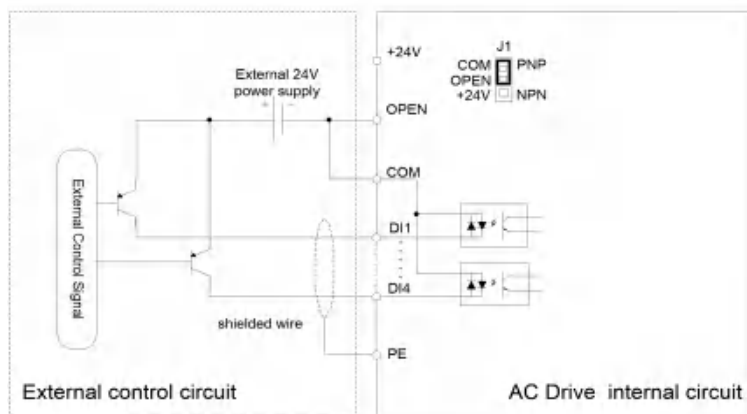 +24V
J1
COM PNP
OPEN
+24V NPN
External 24V
power supply
+ −
OPEN
COM
External Control Signal
DI1
DI4
shielded wire
PE
External control circuit
AC Drive internal circuit